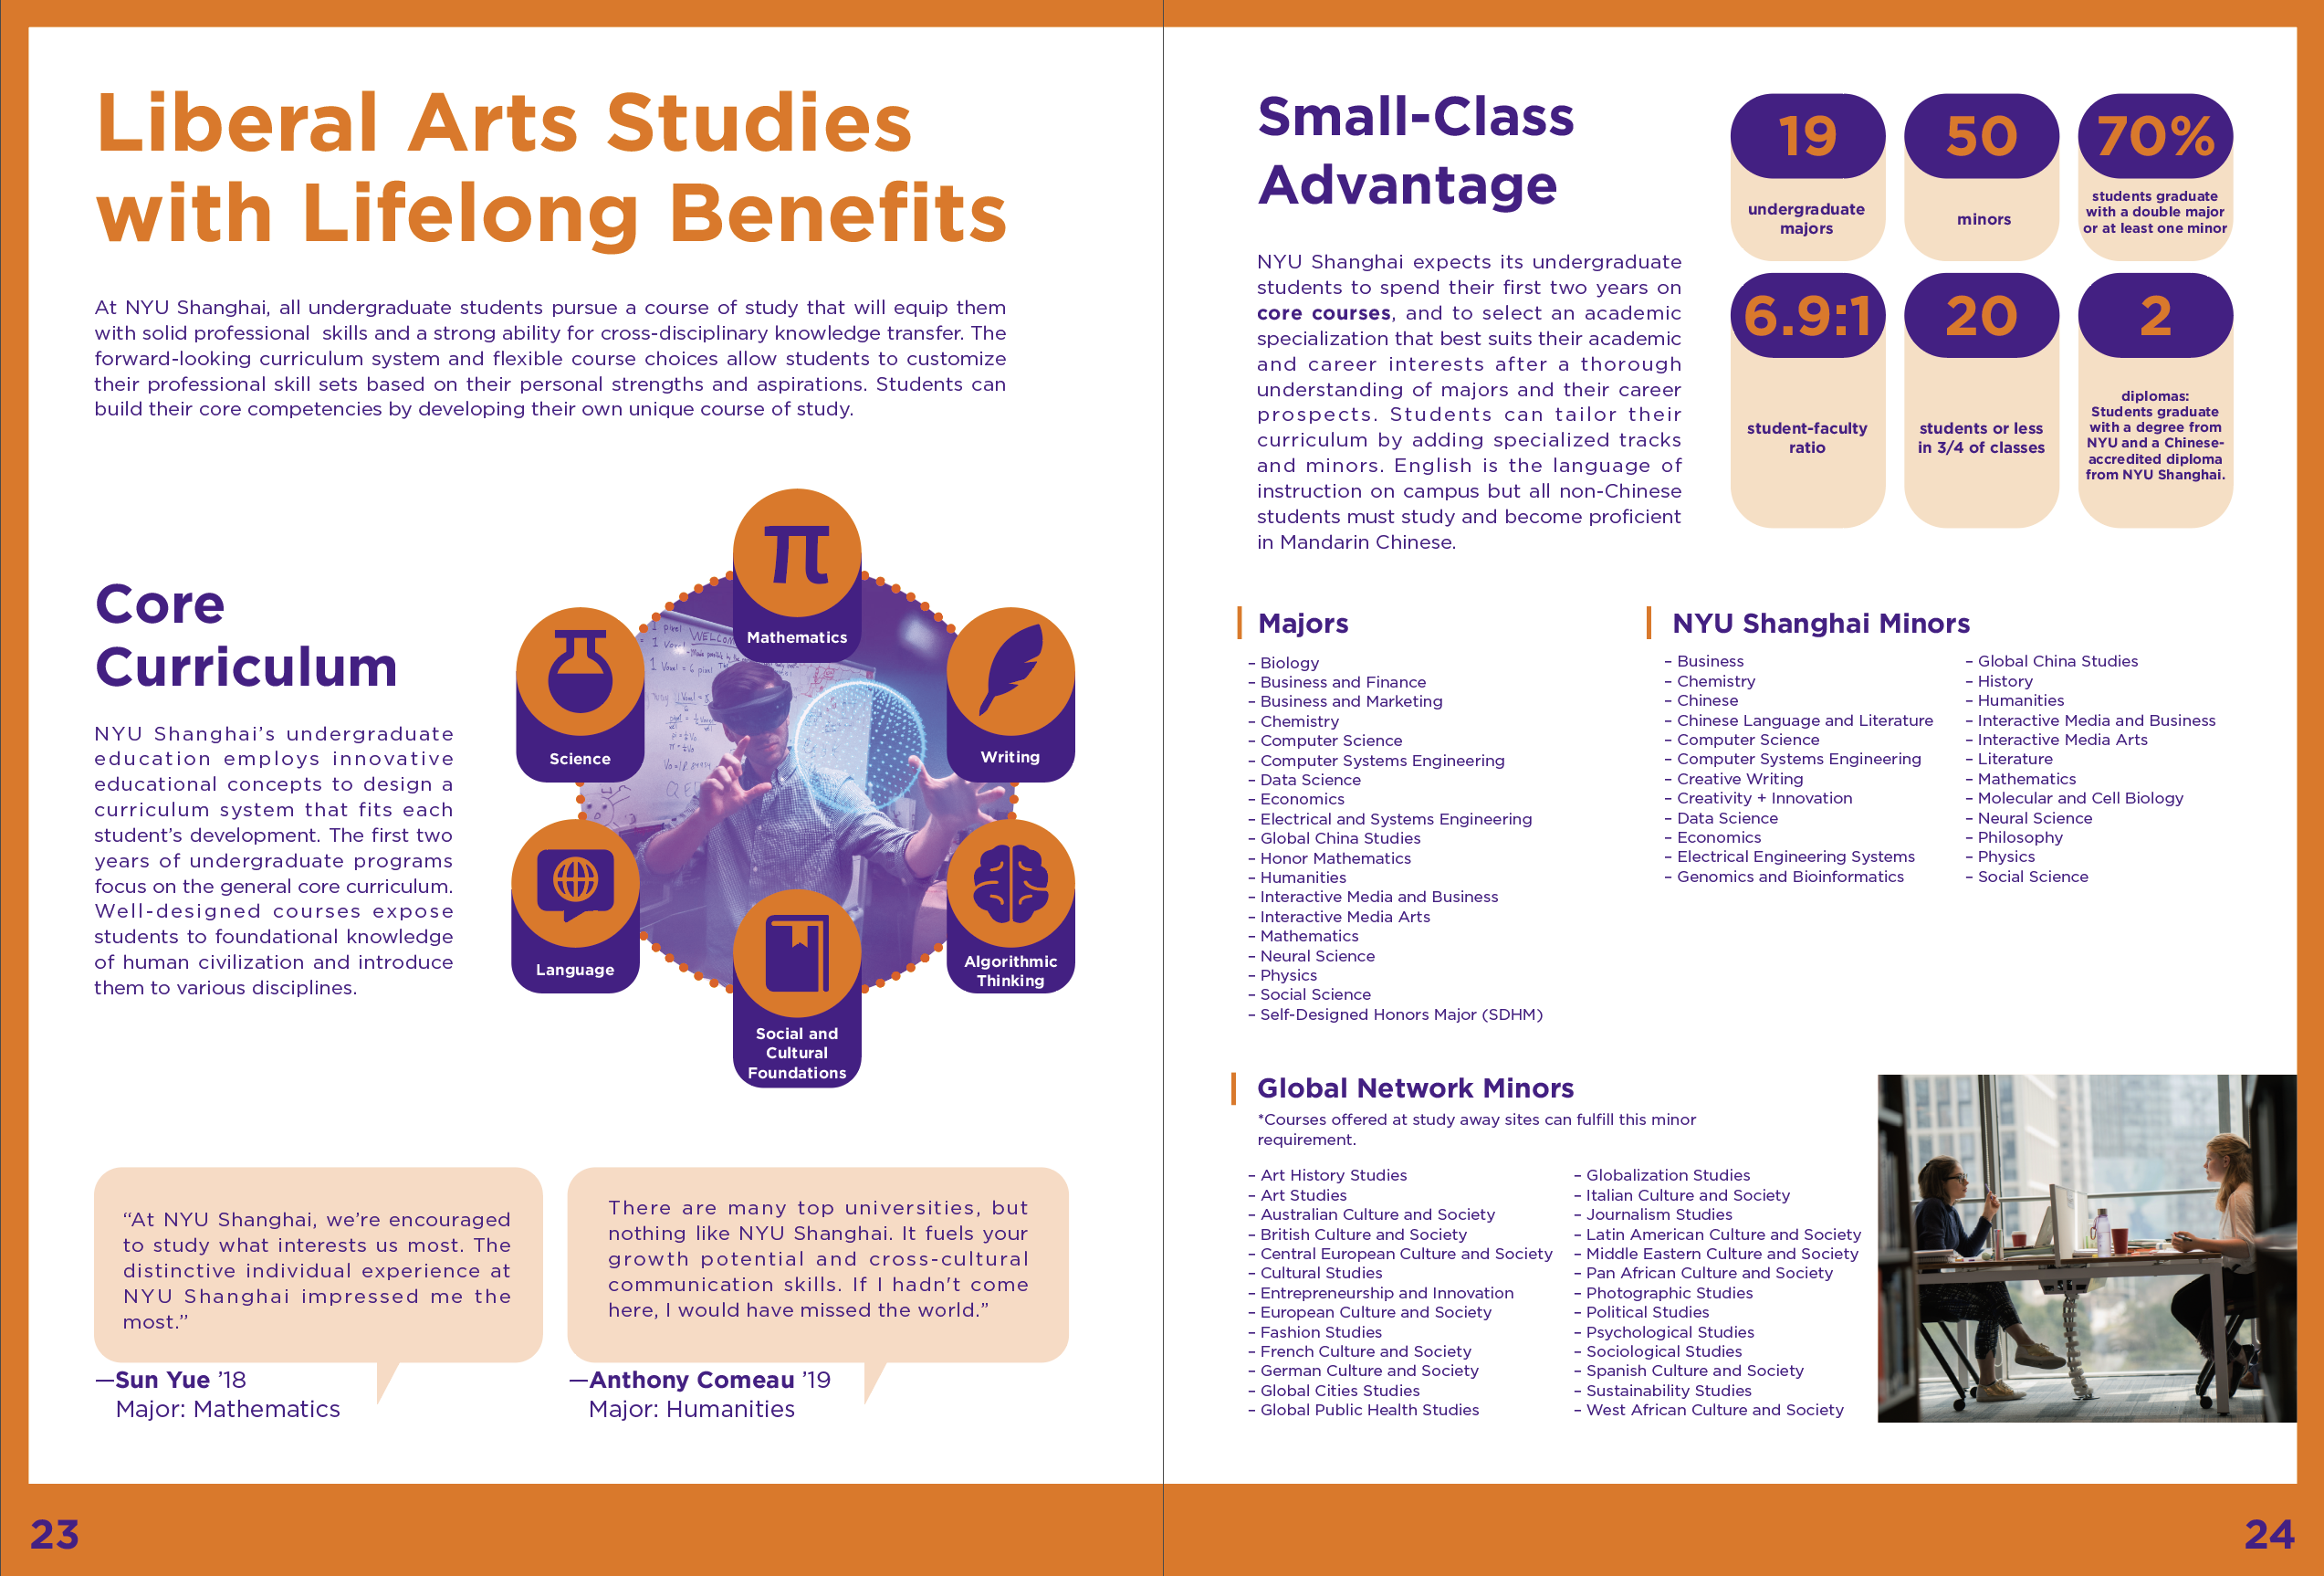 Liberal Arts Studies
with Lifelong Benefits
At NYU Shanghai, all undergraduate students pursue a course of study that will equip them
with solid professional skills and a strong ability for cross-disciplinary knowledge transfer. The
forward-looking curriculum system and flexible course choices allow students to customize
their professional skill sets based on their personal strengths and aspirations. Students can
build their core competencies by developing their own unique course of study.
Core
Curriculum
NYU Shanghai’s undergraduate
education employs innovative
educational concepts to design a
curriculum system that fits each
student’s development. The first two
years of undergraduate programs
focus on the general core curriculum.
Well-designed courses expose
students to foundational knowledge
of human civilization and introduce
them to various disciplines.
π
Mathematics
Science
Writing
Language
Algorithmic
Thinking
Social and
Cultural
Foundations
“At NYU Shanghai, we’re encouraged
to study what interests us most. The
distinctive individual experience at
NYU Shanghai impressed me the
most.”
—Sun Yue ’18
Major: Mathematics
There are many top universities, but
nothing like NYU Shanghai. It fuels your
growth potential and cross-cultural
communication skills. If I hadn't come
here, I would have missed the world.”
—Anthony Comeau ’19
Major: Humanities
23
Small-Class
Advantage
NYU Shanghai expects its undergraduate
students to spend their first two years on
core courses, and to select an academic
specialization that best suits their academic
and career interests after a thorough
understanding of majors and their career
prospects. Students can tailor their
curriculum by adding specialized tracks
and minors. English is the language of
instruction on campus but all non-Chinese
students must study and become proficient
in Mandarin Chinese.
19
undergraduate
majors
50
minors
70%
students graduate
with a double major
or at least one minor
6.9:1
student-faculty
ratio
20
students or less
in 3/4 of classes
2
diplomas:
Students graduate
with a degree from
NYU and a Chinese-
accredited diploma
from NYU Shanghai.
Majors
– Biology
– Business and Finance
– Business and Marketing
– Chemistry
– Computer Science
– Computer Systems Engineering
– Data Science
– Economics
– Electrical and Systems Engineering
– Global China Studies
– Honor Mathematics
– Humanities
– Interactive Media and Business
– Interactive Media Arts
– Mathematics
– Neural Science
– Physics
– Social Science
– Self-Designed Honors Major (SDHM)
NYU Shanghai Minors
– Business
– Chemistry
– Chinese
– Chinese Language and Literature
– Computer Science
– Computer Systems Engineering
– Creative Writing
– Creativity + Innovation
– Data Science
– Economics
– Electrical Engineering Systems
– Genomics and Bioinformatics
– Global China Studies
– History
– Humanities
– Interactive Media and Business
– Interactive Media Arts
– Literature
– Mathematics
– Molecular and Cell Biology
– Neural Science
– Philosophy
– Physics
– Social Science
Global Network Minors
*Courses offered at study away sites can fulfill this minor
requirement.
– Art History Studies
– Art Studies
– Australian Culture and Society
– British Culture and Society
– Central European Culture and Society
– Cultural Studies
– Entrepreneurship and Innovation
– European Culture and Society
– Fashion Studies
– French Culture and Society
– German Culture and Society
– Global Cities Studies
– Global Public Health Studies
– Globalization Studies
– Italian Culture and Society
– Journalism Studies
– Latin American Culture and Society
– Middle Eastern Culture and Society
– Pan African Culture and Society
– Photographic Studies
– Political Studies
– Psychological Studies
– Sociological Studies
– Spanish Culture and Society
– Sustainability Studies
– West African Culture and Society
24